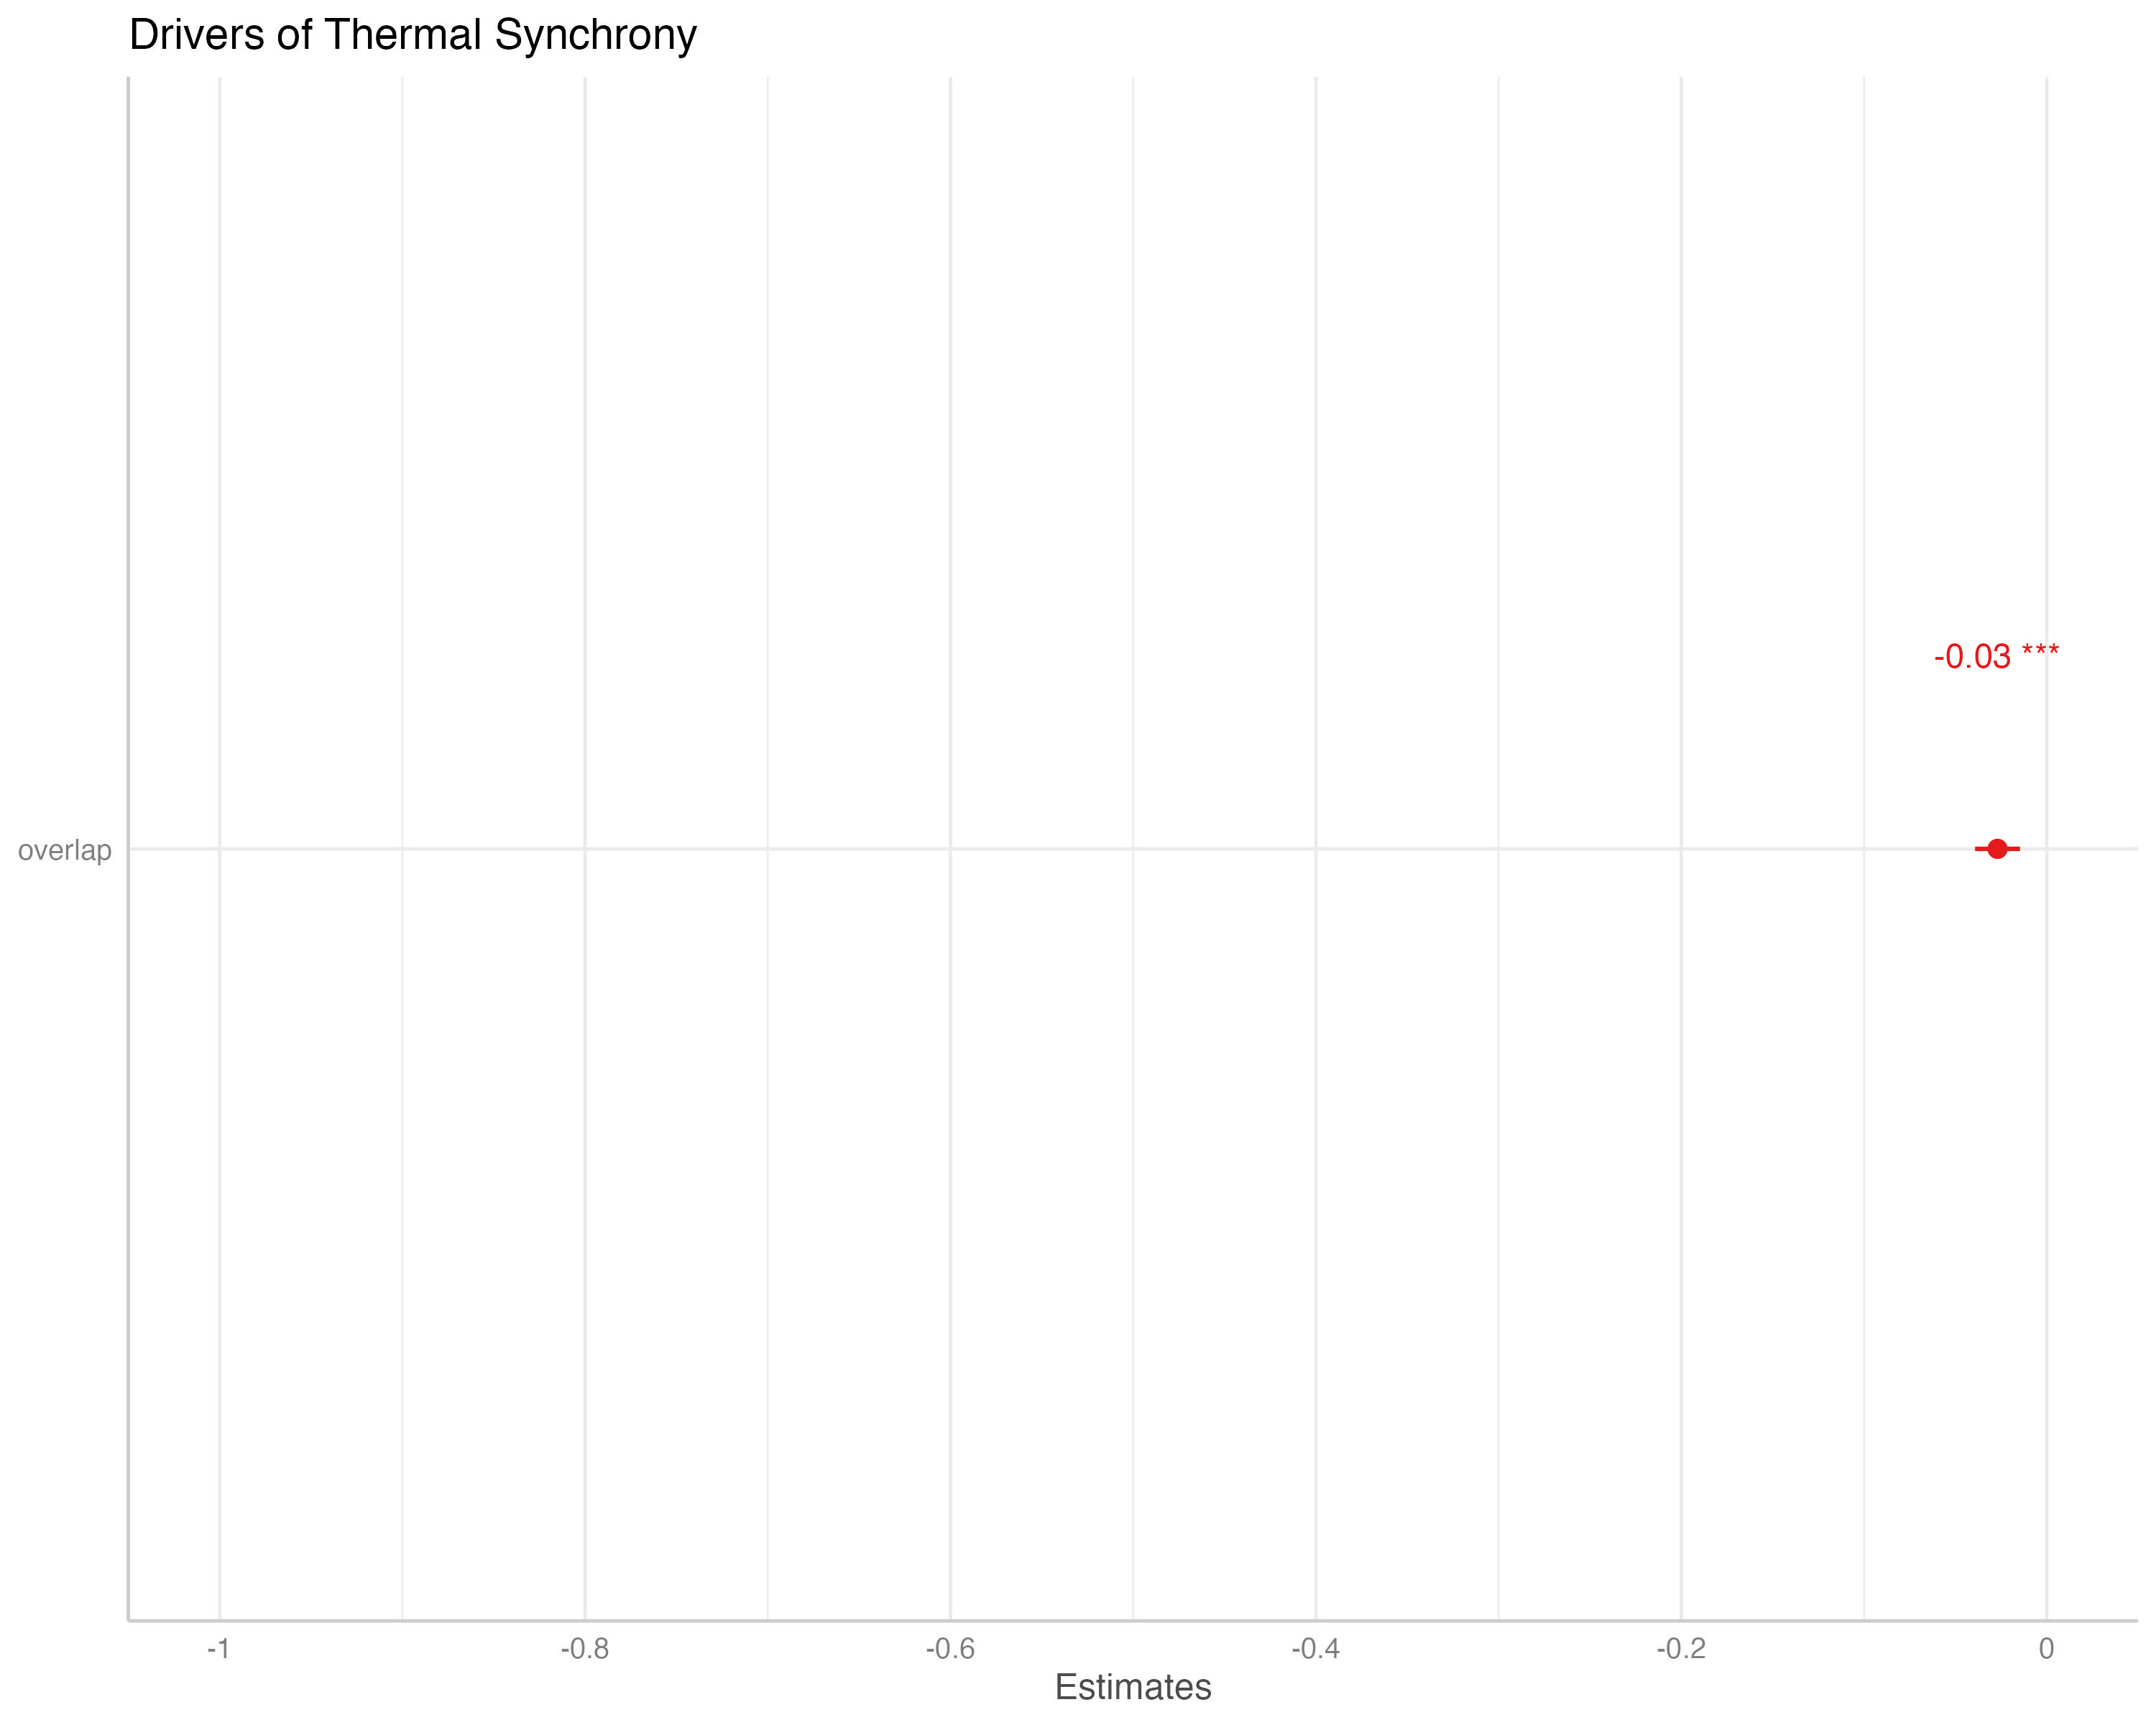 Drivers of Thermal Synchrony
-0.03 ***
overlap
-1 -0.8 -0.6 -0.4 -0.2 0
Estimates